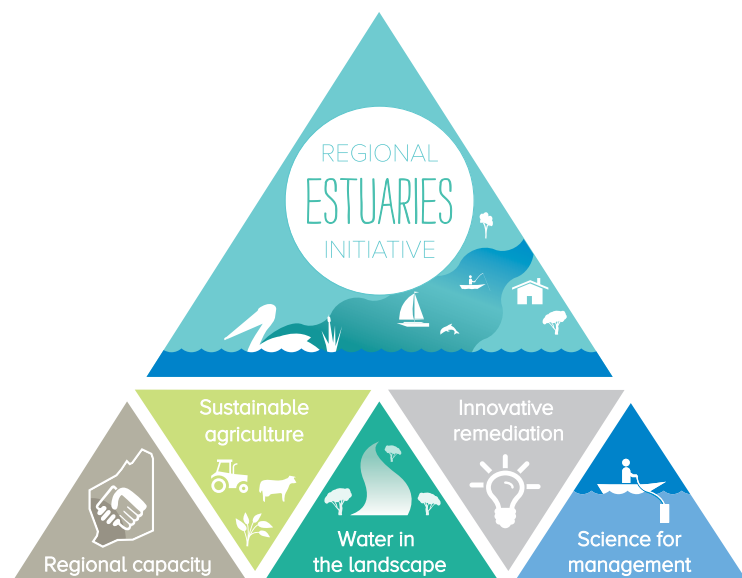 REGIONAL
ESTUARIES
INITIATIVE
Sustainable
agriculture
Innovative
remediation
Regional capacity
Water in
the landscape
Science for
management